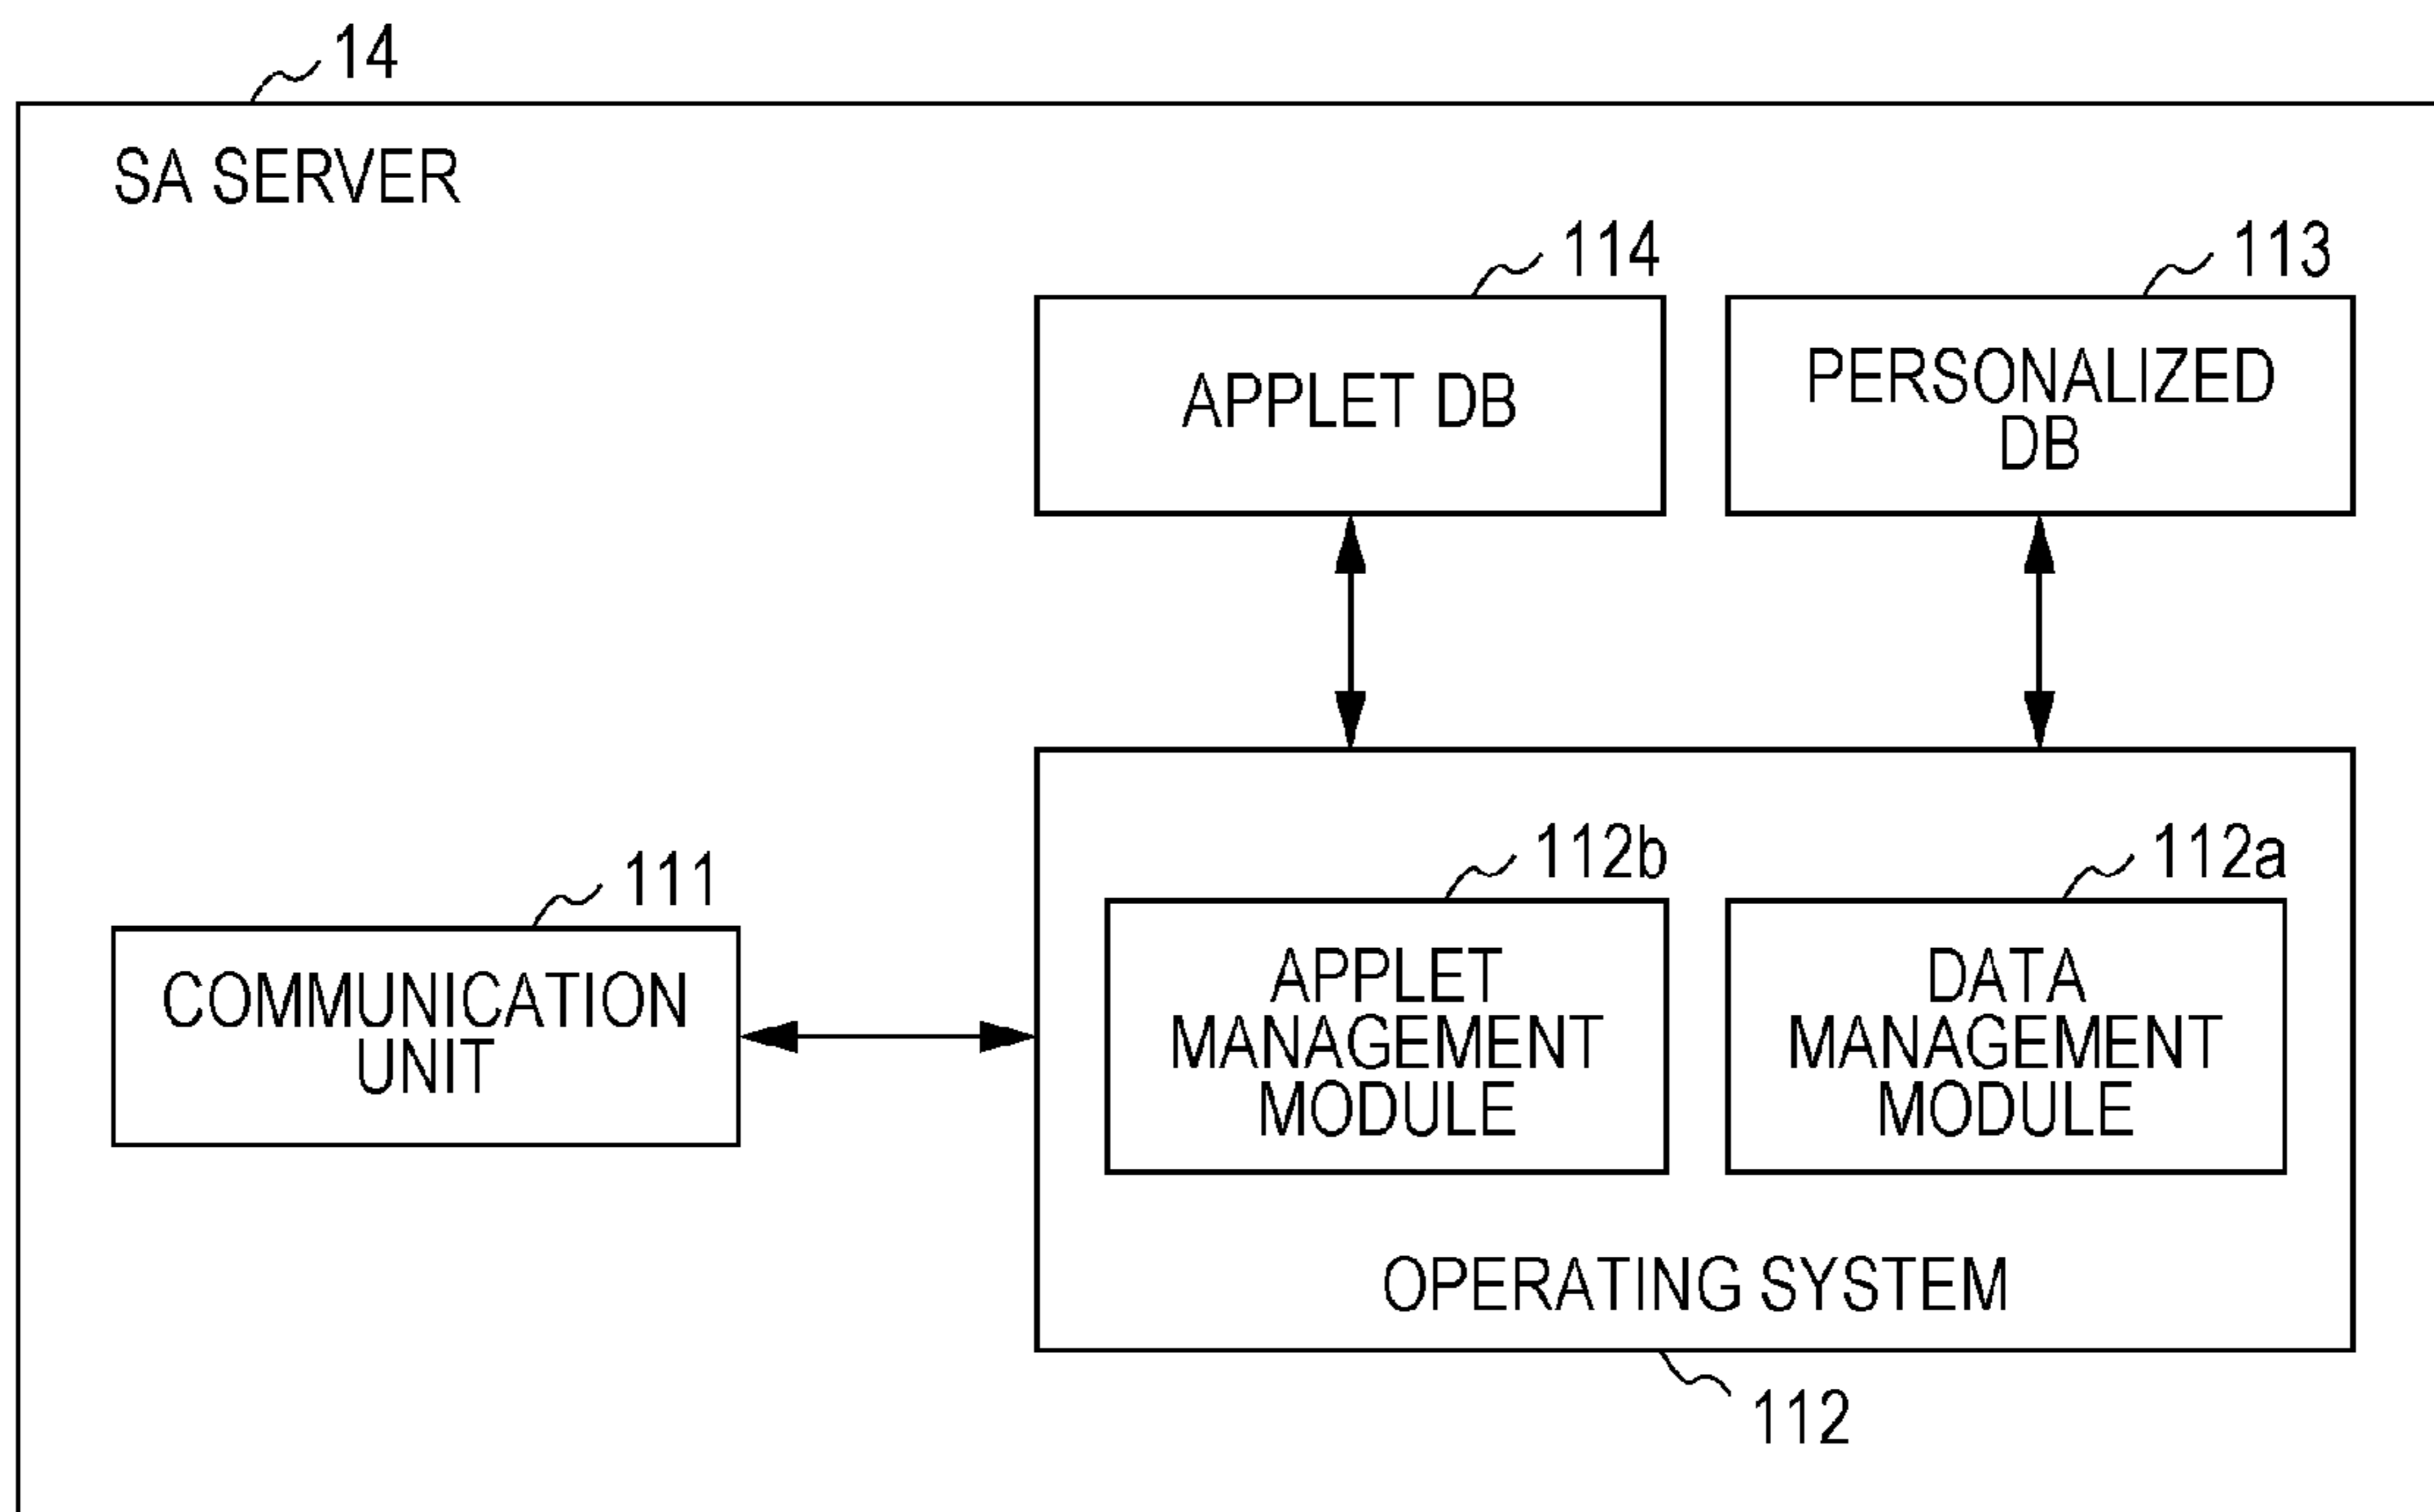 14
SA SERVER
114
113
APPLET DB
PERSONALIZED
DB
111
112b
112a
COMMUNICATION
UNIT
APPLET
MANAGEMENT
MODULE
DATA
MANAGEMENT
MODULE
OPERATING SYSTEM
112